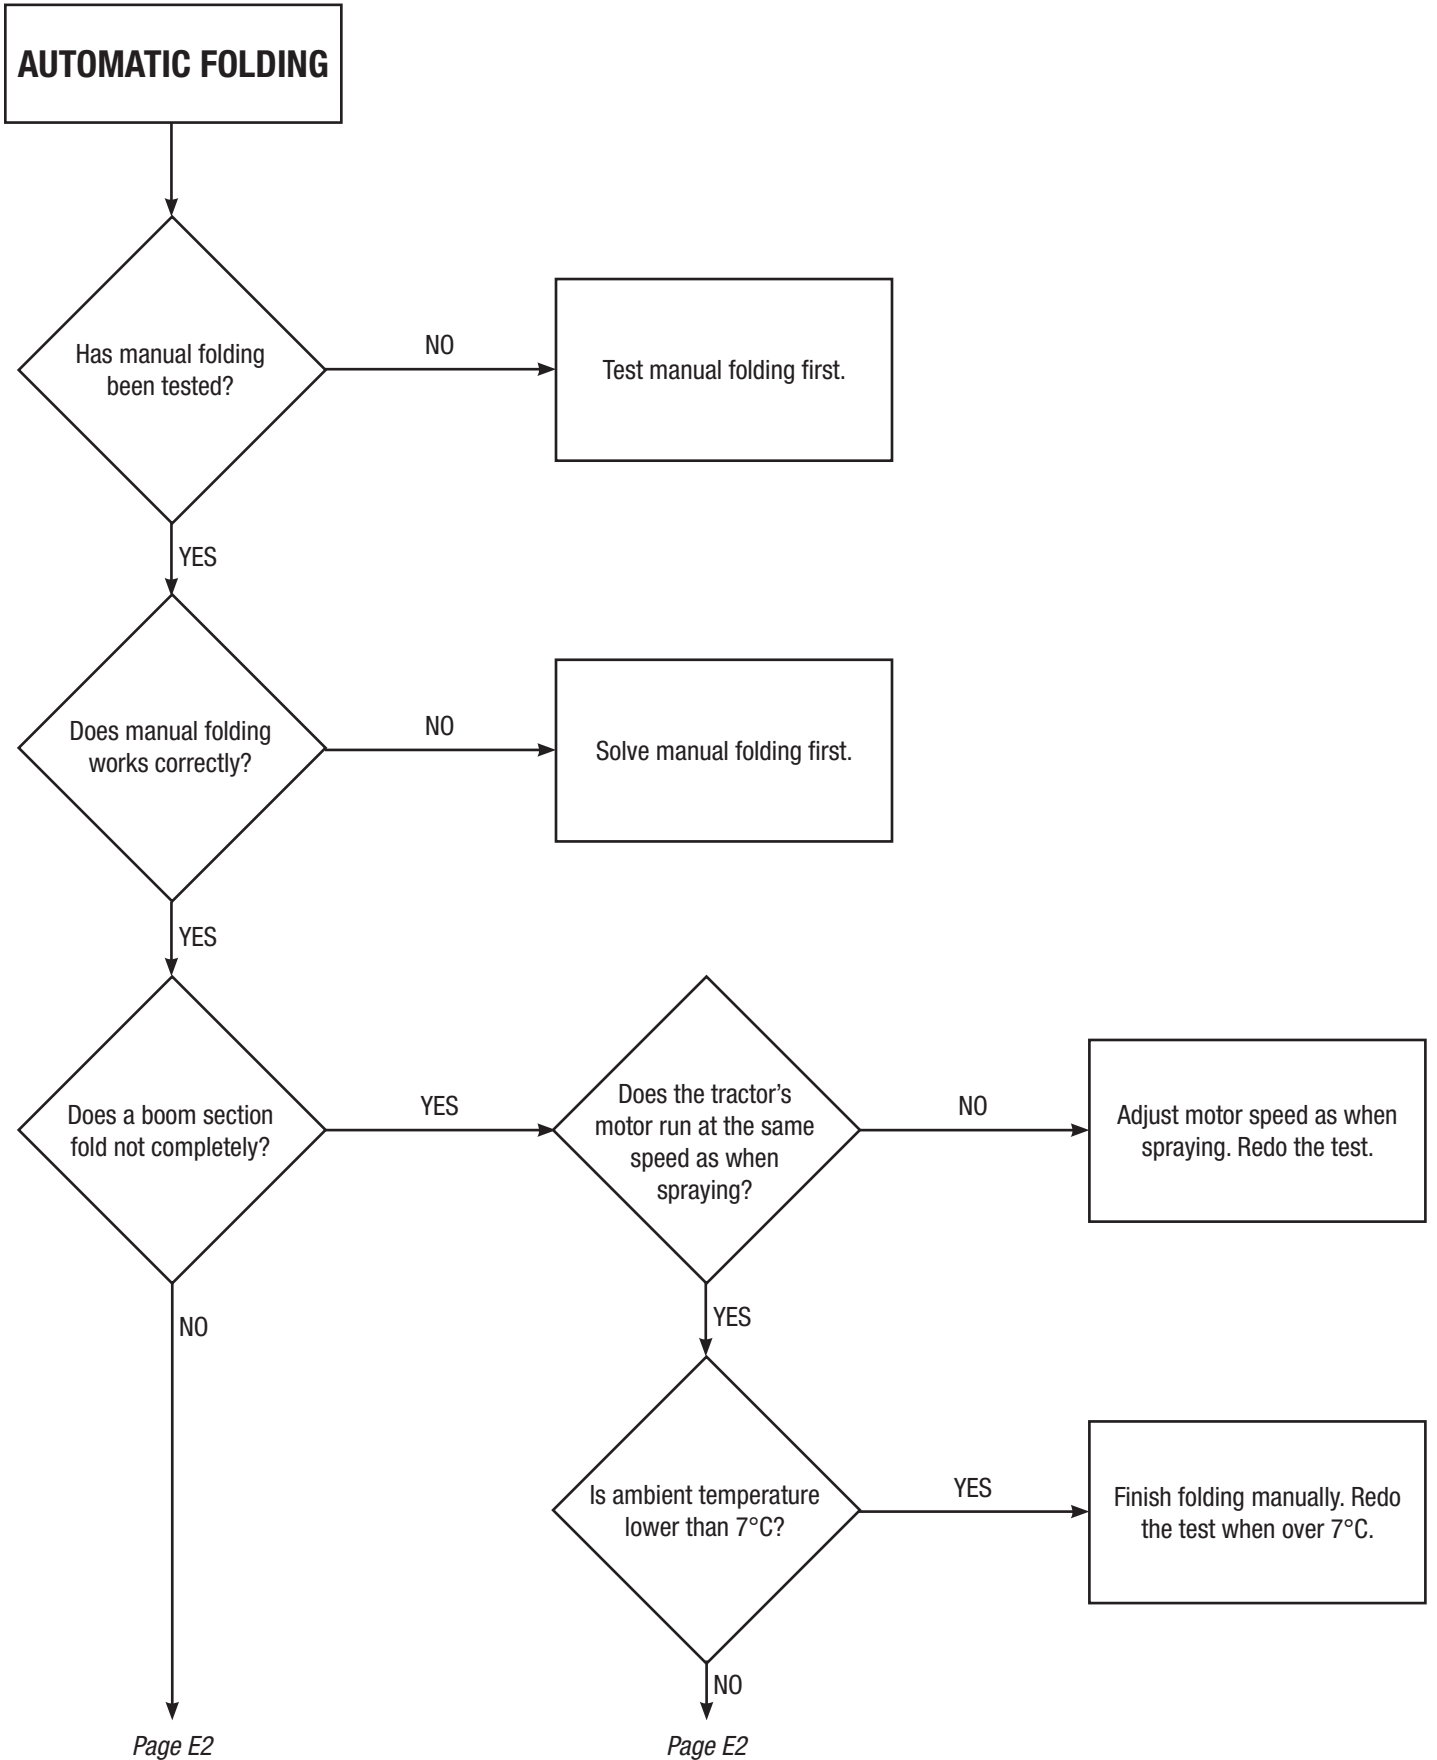 AUTOMATIC FOLDING
Has manual folding
been tested?
NO
Test manual folding first.
YES
Does manual folding
works correctly?
NO
Solve manual folding first.
YES
Does a boom section
fold not completely?
YES
Does the tractor's
motor run at the same
speed as when
spraying?
NO
Adjust motor speed as when
spraying. Redo the test.
NO
YES
Is ambient temperature
lower than 7°C?
YES
Finish folding manually. Redo
the test when over 7°C.
NO
Page E2
Page E2